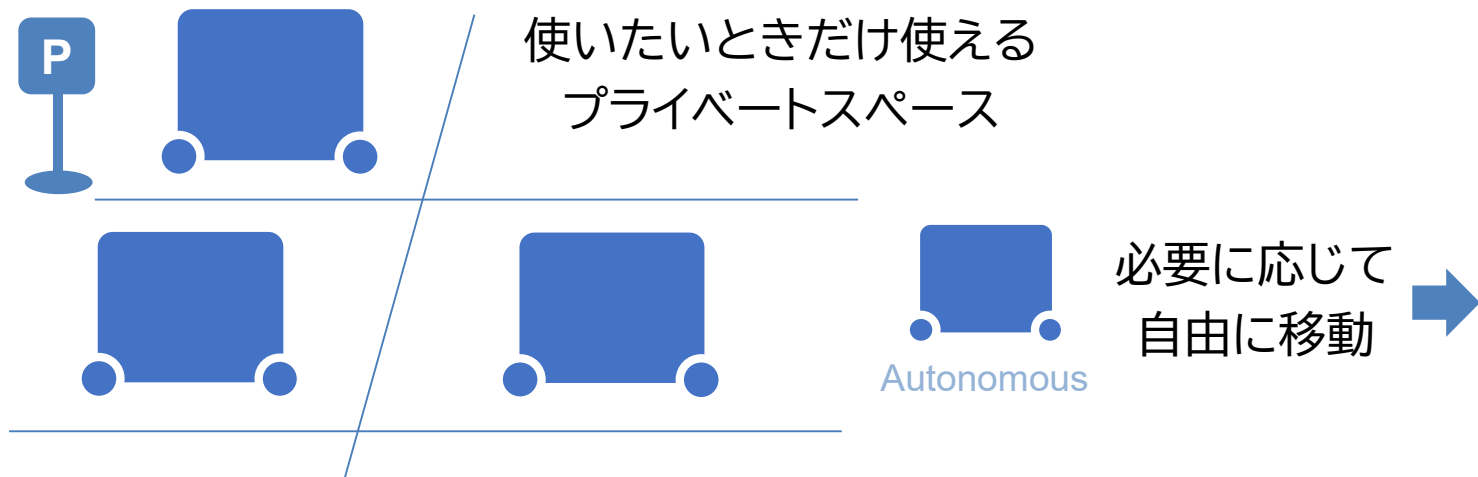 P
使いたいときだけ使える
プライベートスペース
必要に応じて
自由に移動
Autonomous